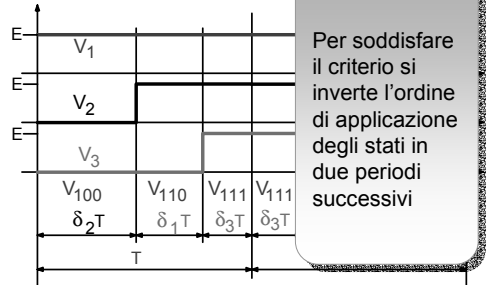 E
V1
E
V2
E
V3
V100 V110 V111 V111
δ2T δ1T δ3T δ3T
T
Per soddisfare
il criterio si
inverte l'ordine
di applicazione
degli stati in
due periodi
successivi